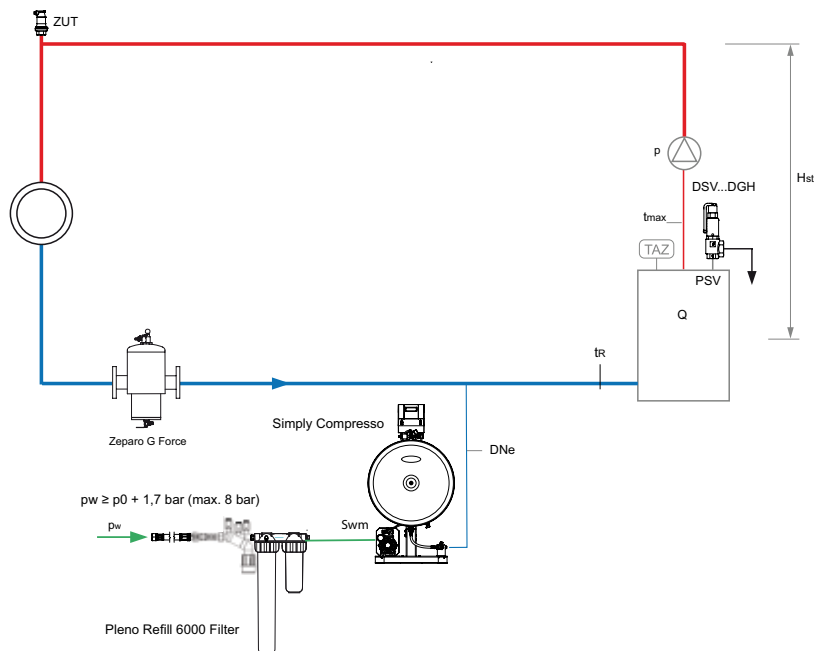 ZUT
p
Hst
DSV...DGH
tmax
TAZ
PSV
Q
tR
Zeparo G Force
Simply Compresso
DNe
pw ≥ p0 + 1,7 bar (max. 8 bar)
pw
Swm
Pleno Refill 6000 Filter